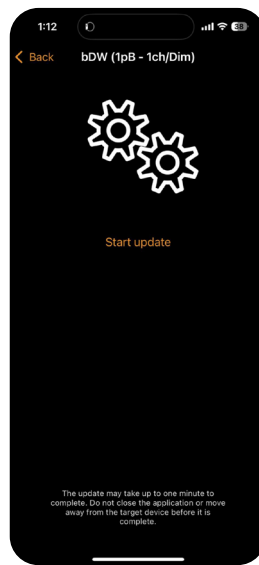 1:12
38
Back
bDW (1pB - 1ch/Dim)
Start update
The update may take up to one minute to
complete. Do not close the application or move
away from the target device before it is
complete.